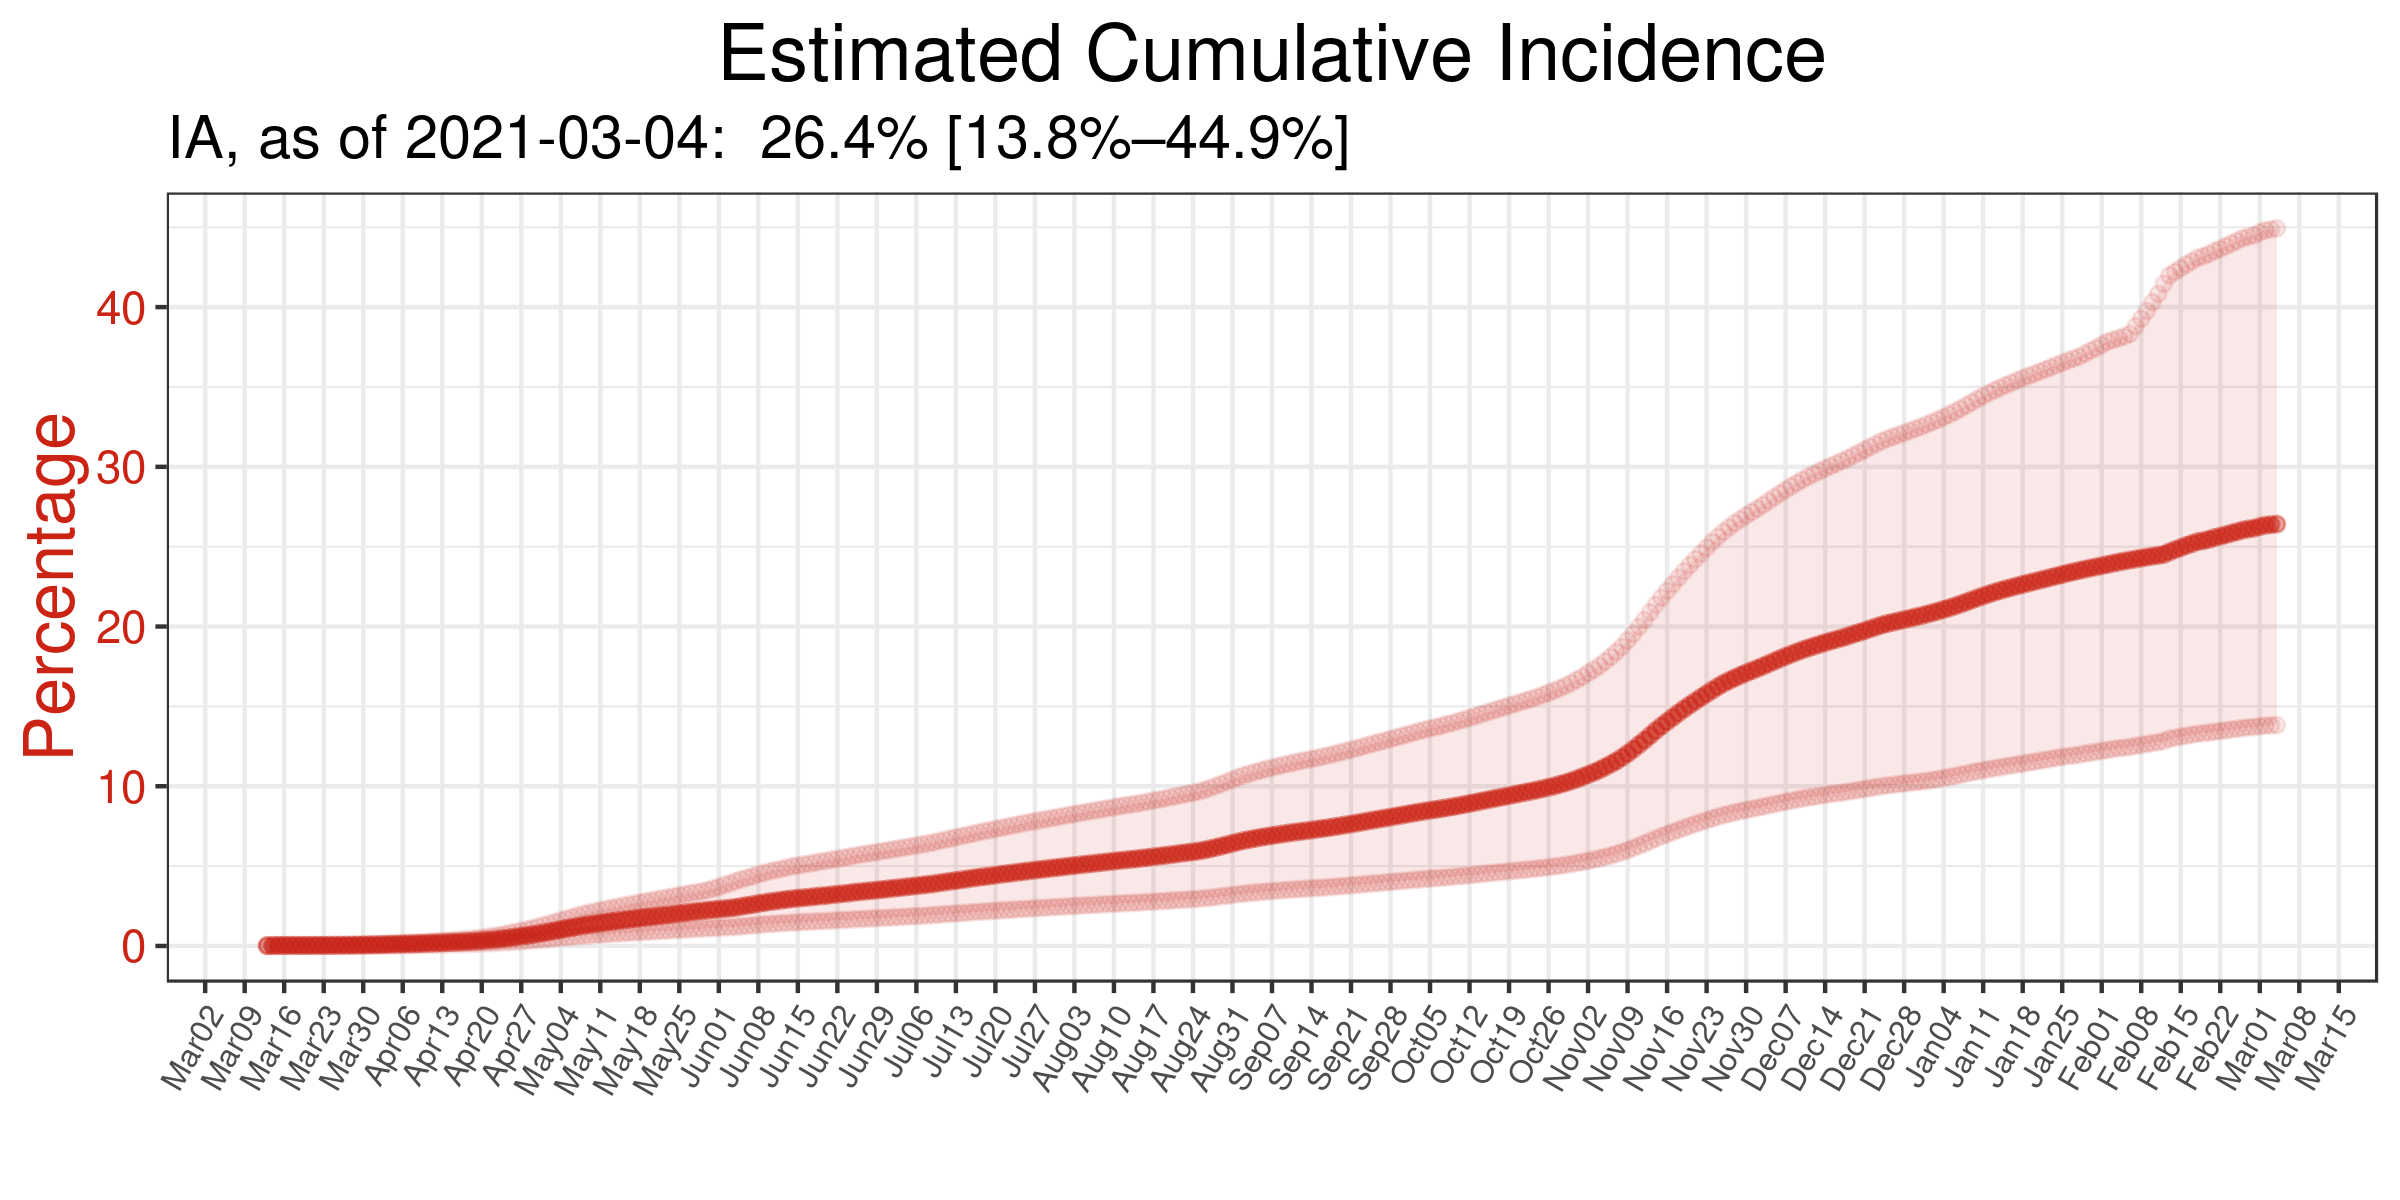 Estimated Cumulative Incidence
IA, as of 2021-03-04:  26.4% [13.8%–44.9%]
Percentage
40
30
20
10
0
Mar02
Mar09
Mar16
Mar23
Mar30
Apr06
Apr13
Apr20
Apr27
May04
May11
May18
May25
Jun01
Jun08
Jun15
Jun22
Jun29
Jul06
Jul13
Jul20
Jul27
Aug03
Aug10
Aug17
Aug24
Aug31
Sep07
Sep14
Sep21
Sep28
Oct05
Oct12
Oct19
Oct26
Nov02
Nov09
Nov16
Nov23
Nov30
Dec07
Dec14
Dec21
Dec28
Jan04
Jan11
Jan18
Jan25
Feb01
Feb08
Feb15
Feb22
Mar01
Mar08
Mar15